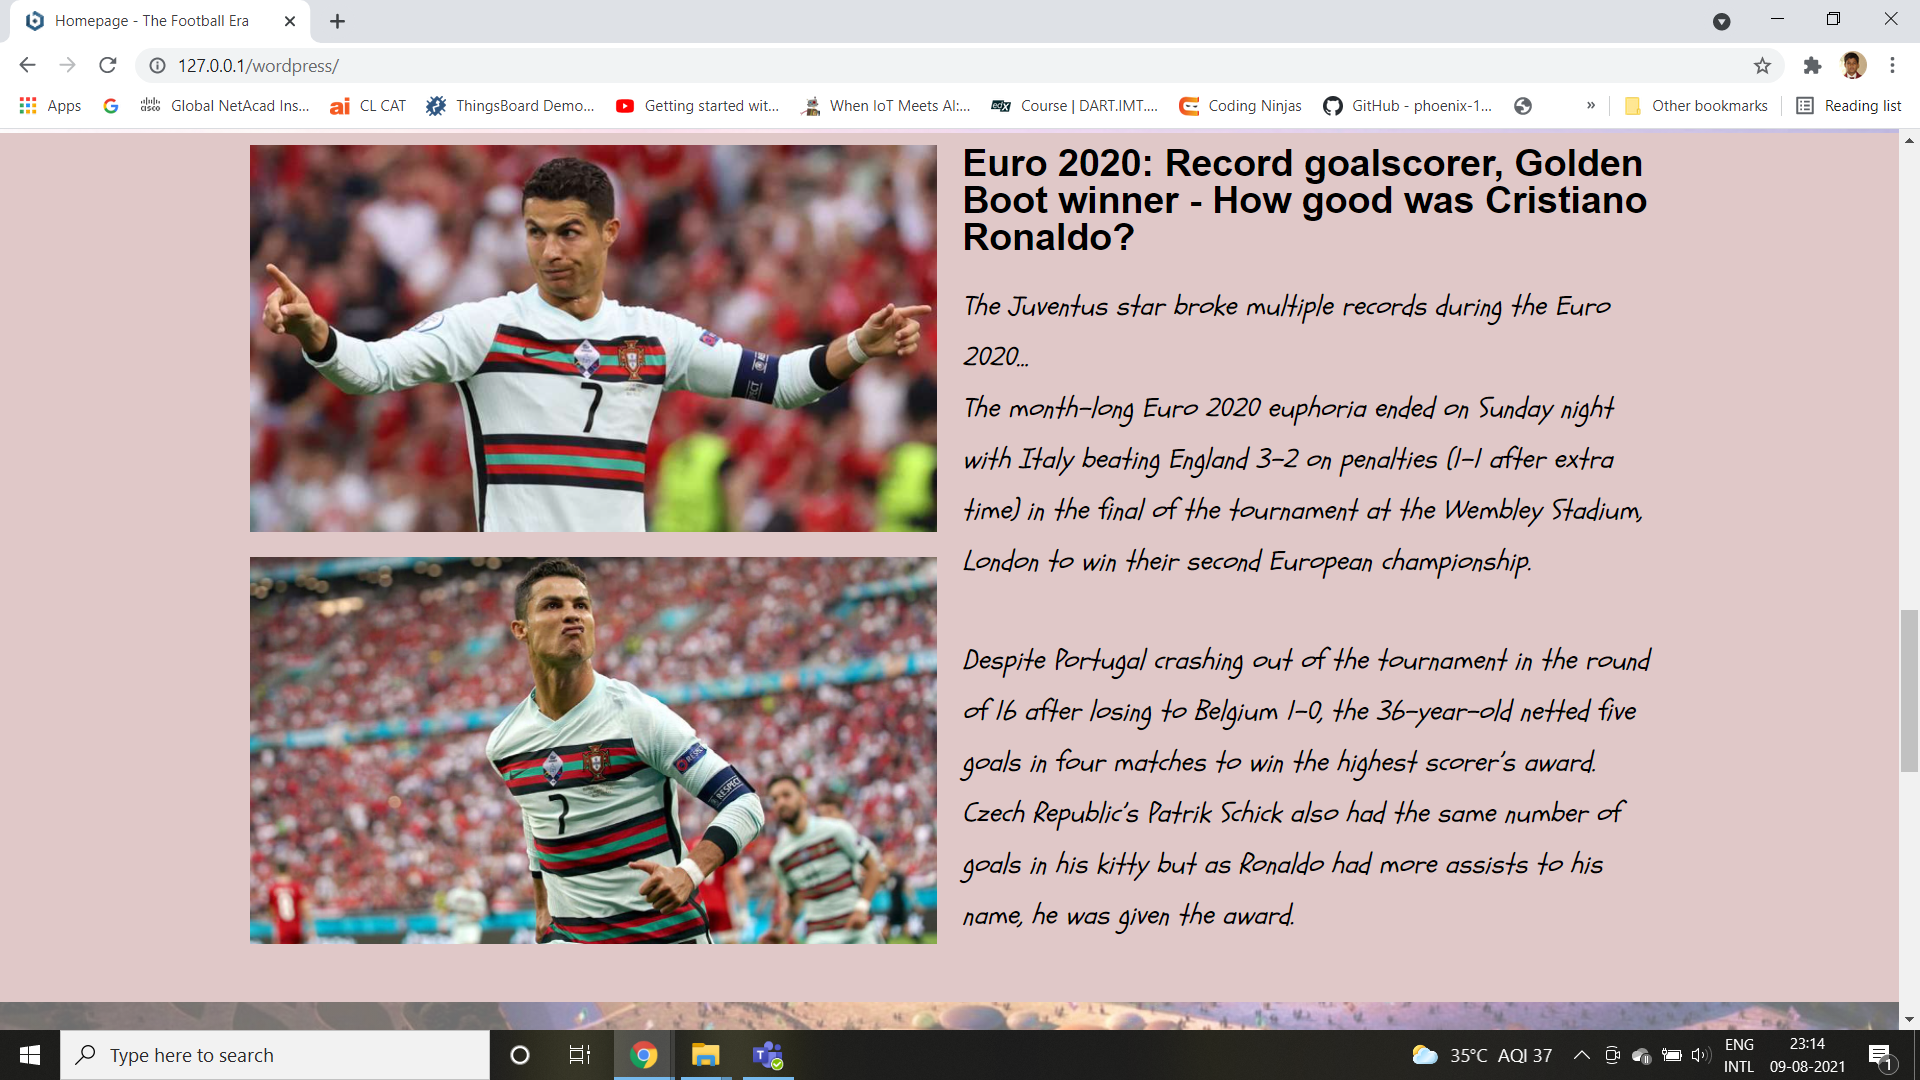 Homepage - The Football Era
127.0.0.1/wordpress/
Apps
cisco Global NetAcad Ins...
ai CL CAT
ThingsBoard Demo...
Getting started wit...
When IoT Meets AI:...
edX Course | DART.IMT....
Coding Ninjas
GitHub - phoenix-1...
»
Other bookmarks
Reading list
Euro 2020: Record goalscorer, Golden
Boot winner - How good was Cristiano
Ronaldo?
The Juventus star broke multiple records during the Euro
2020...
The month-long Euro 2020 euphoria ended on Sunday night
with Italy beating England 3-2 on penalties (1-1 after extra
time) in the final of the tournament at the Wembley Stadium,
London to win their second European championship.
Despite Portugal crashing out of the tournament in the round
of 16 after losing to Belgium 1-0, the 36-year-old netted five
goals in four matches to win the highest scorer's award.
Czech Republic's Patrik Schick also had the same number of
goals in his kitty but as Ronaldo had more assists to his
name, he was given the award.
7
7
RESPECT
8
Type here to search
35°C AQI 37
ENG
INTL
23:14
09-08-2021
1